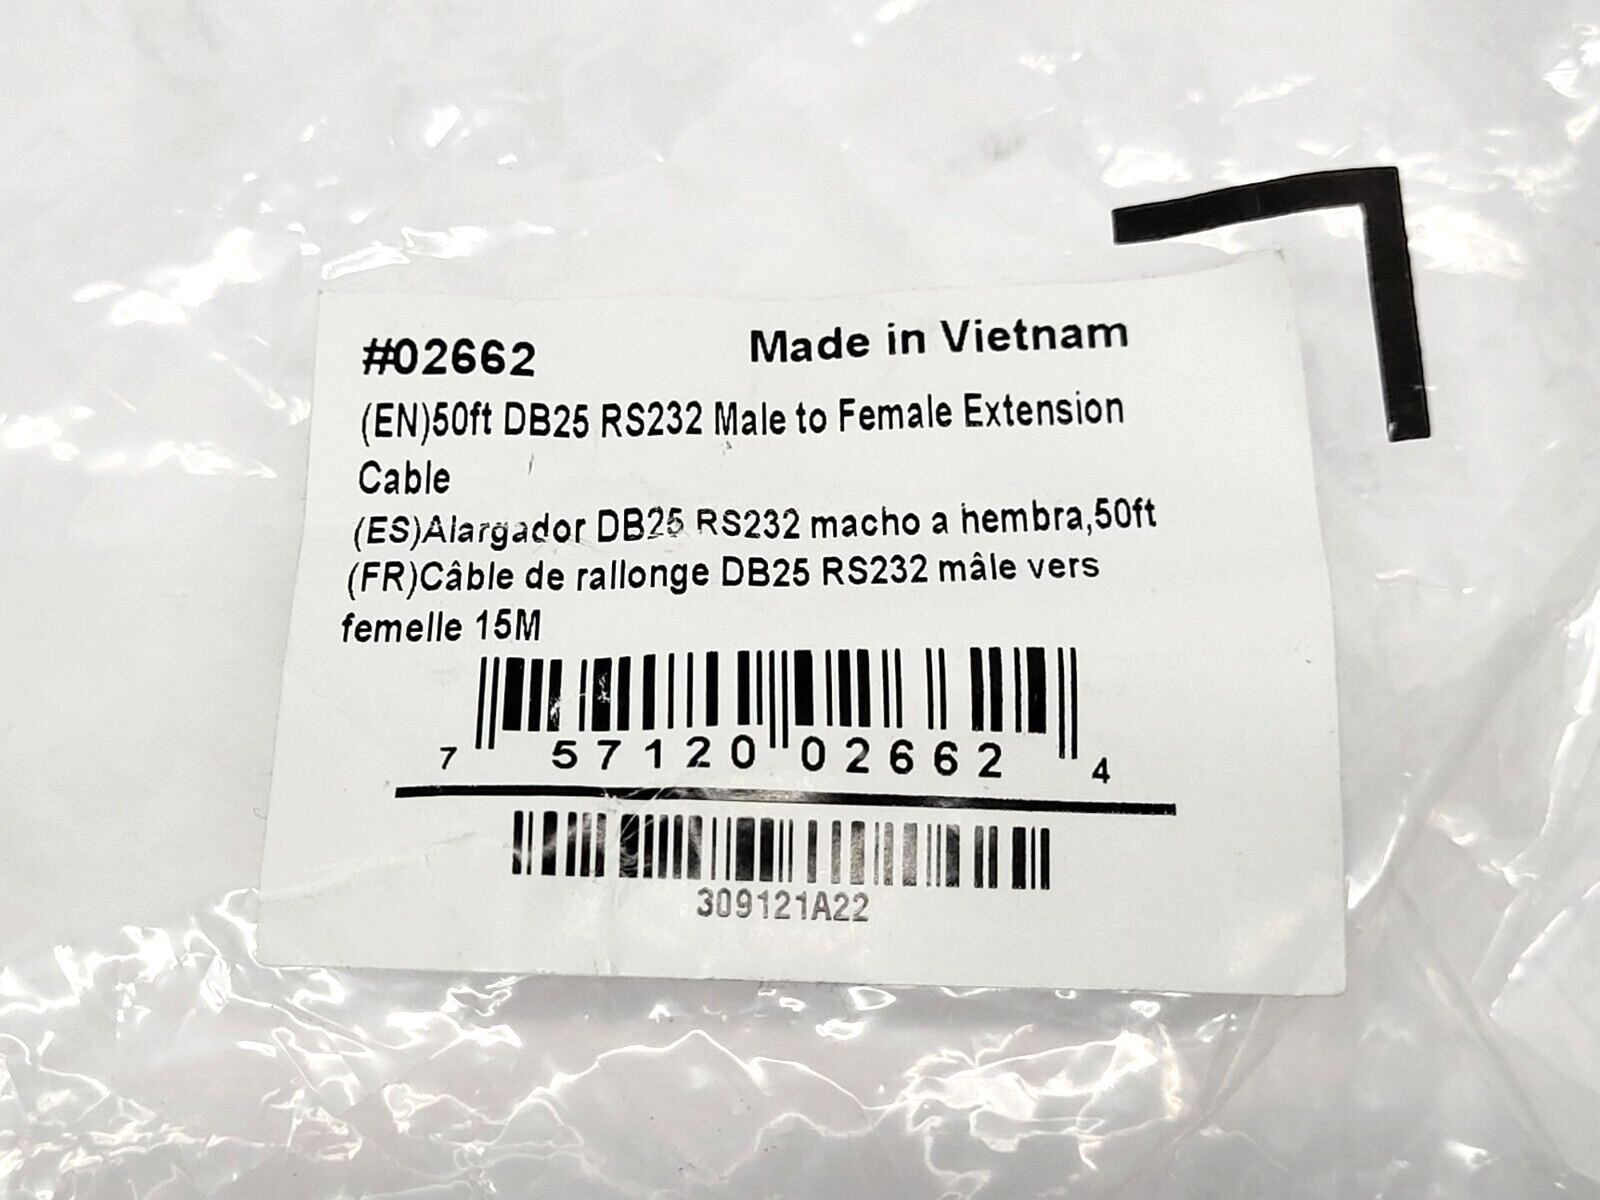 #02662 Made in Vietnam
(EN)50ft DB25 RS232 Male to Female Extension
Cable
(ES)Alargador DB25 RS232 macho a hembra,50ft
(FR)Câble de rallonge DB25 RS232 mâle vers
femelle 15M
7 57120 02662 4
309121A22